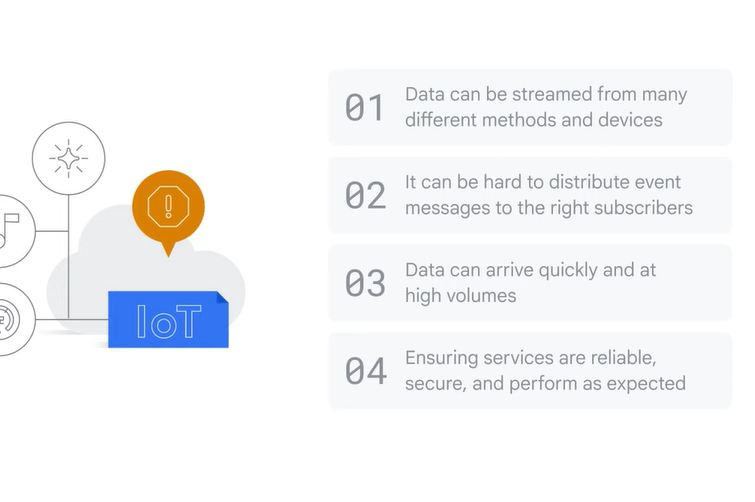 IoT
01
Data can be streamed from many
different methods and devices
02
It can be hard to distribute event
messages to the right subscribers
03
Data can arrive quickly and at
high volumes
04
Ensuring services are reliable,
secure, and perform as expected